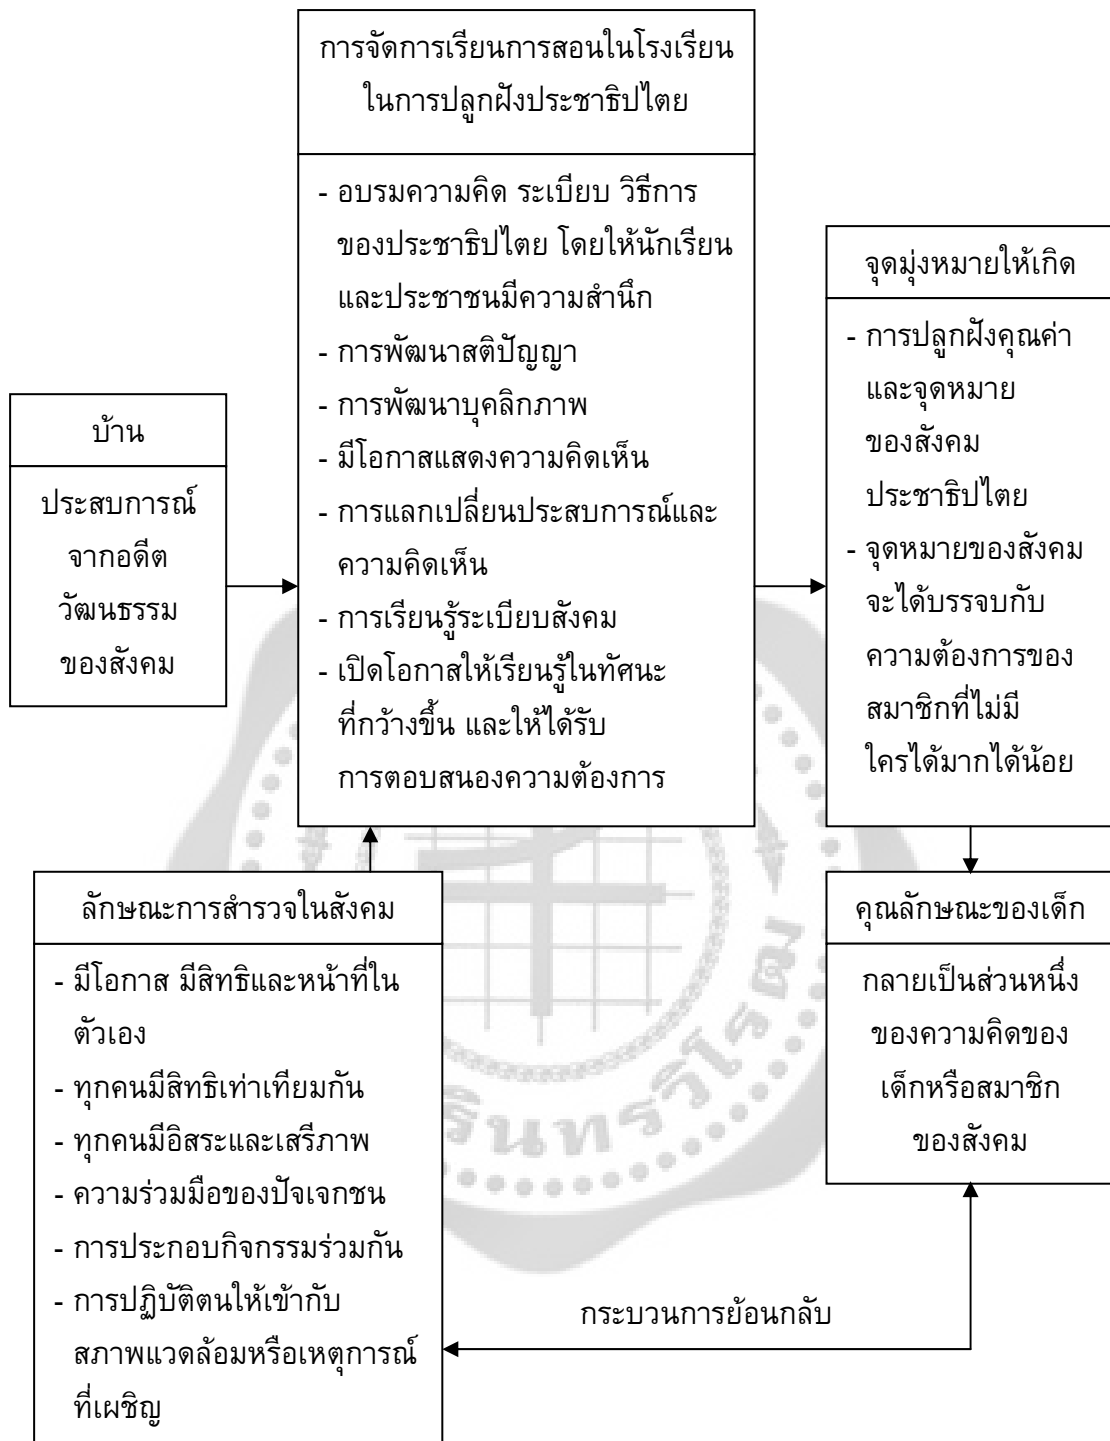 การจัดการเรียนการสอนในโรงเรียน
ในการปลูกฝังประชาธิปไตย
- อบรมความคิด ระเบียบ วิธีการ
ของประชาธิปไตย โดยให้นักเรียน
และประชาชนมีความสำนึก
- การพัฒนาสติปัญญา
- การพัฒนาบุคลิกภาพ
- มีโอกาสแสดงความคิดเห็น
- การแลกเปลี่ยนประสบการณ์และ
ความคิดเห็น
- การเรียนรู้ระเบียบสังคม
- เปิดโอกาสให้เรียนรู้ในทัศนะ
ที่กว้างขึ้น และให้ได้รับ
การตอบสนองความต้องการ
บ้าน
ประสบการณ์
จากอดีต
วัฒนธรรม
ของสังคม
จุดมุ่งหมายให้เกิด
- การปลูกฝังคุณค่า
และจุดหมาย
ของสังคม
ประชาธิปไตย
- จุดหมายของสังคม
จะได้บรรจบกับ
ความต้องการของ
สมาชิกที่ไม่มี
ใครได้มากได้น้อย
ลักษณะการสำรวจในสังคม
- มีโอกาส มีสิทธิและหน้าที่ใน
ตัวเอง
- ทุกคนมีสิทธิเท่าเทียมกัน
- ทุกคนมีอิสระและเสรีภาพ
- ความร่วมมือของปัจเจกชน
- การประกอบกิจกรรมร่วมกัน
- การปฏิบัติตนให้เข้ากับ
สภาพแวดล้อมหรือเหตุการณ์
ที่เผชิญ
คุณลักษณะของเด็ก
กลายเป็นส่วนหนึ่ง
ของความคิดของ
เด็กหรือสมาชิก
ของสังคม
กระบวนการย้อนกลับ